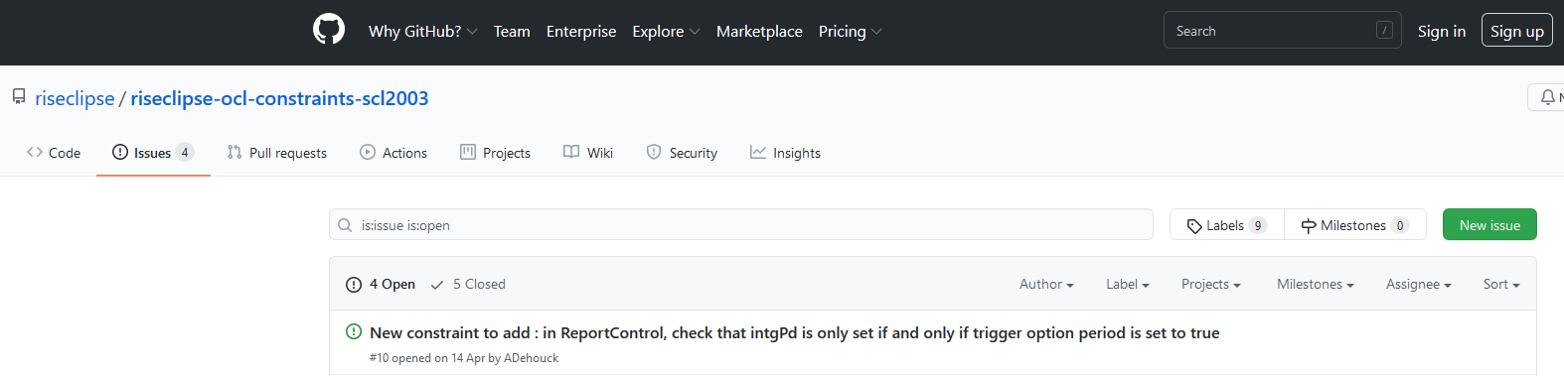 Why GitHub? Team Enterprise Explore Marketplace Pricing Search / Sign in Sign up
riseclipse / riseclipse-ocl-constraints-scl2003
Code Issues 4 Pull requests Actions Projects Wiki Security Insights
is:issue is:open Labels 9 Milestones 0 New issue
4 Open 5 Closed Author Label Projects Milestones Assignee Sort
New constraint to add : in ReportControl, check that intgPd is only set if and only if trigger option period is set to true
#10 opened on 14 Apr by ADehouck